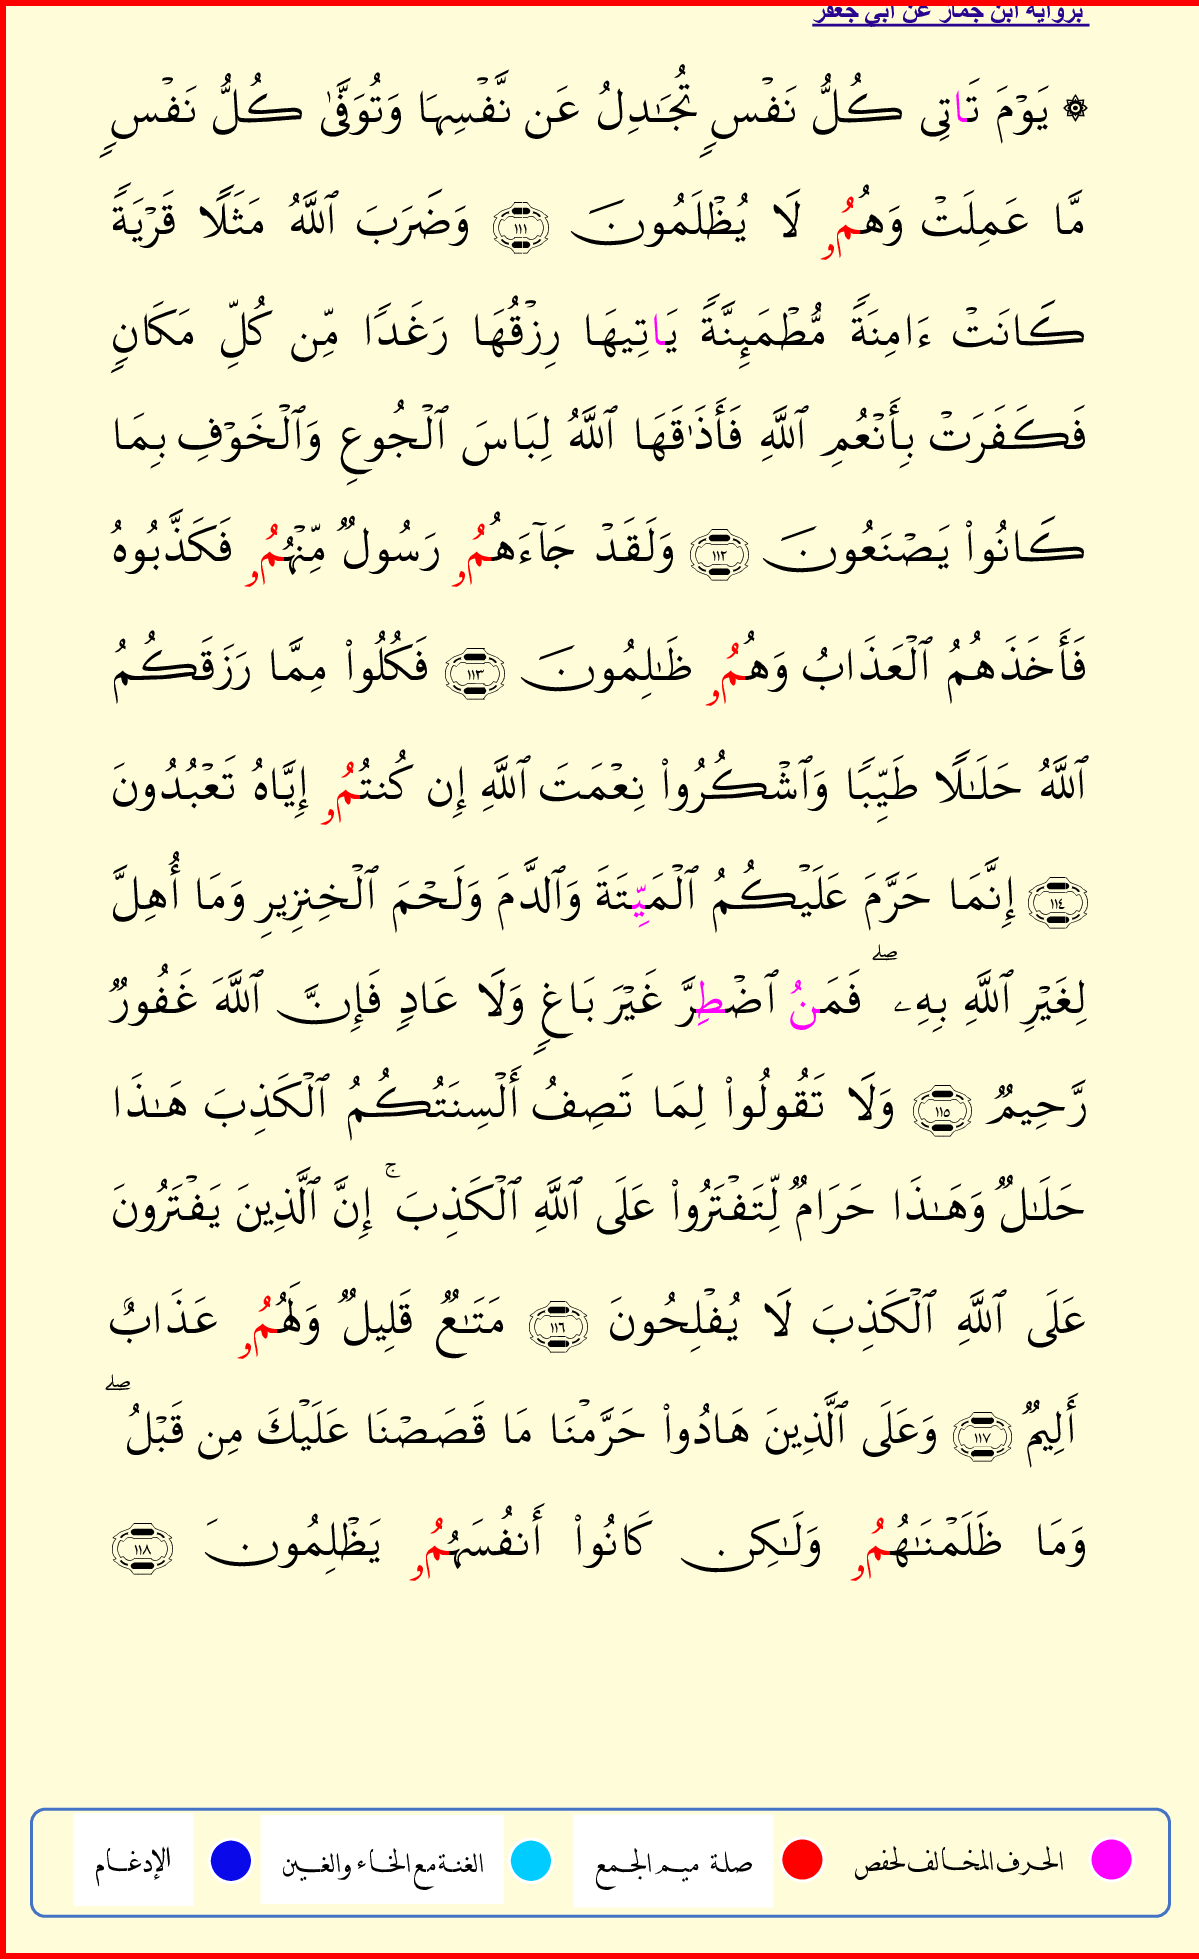 برواية ابن جماز عن أبي جعفر
۞ يَوۡمَ تَاتِى كُلُّ نَفۡسٖ تُجَٰدِلُ عَن نَّفۡسِهَا وَتُوَفَّىٰ كُلُّ نَفۡسٖ
مَّا عَمِلَتۡ وَهُمُۥ لَا يُظۡلَمُونَ ١١١ وَضَرَبَ ٱللَّهُ مَثَلٗا قَرۡيَةٗ
كَانَتۡ ءَامِنَةٗ مُّطۡمَئِنَّةٗ يَاتِيهَا رِزۡقُهَا رَغَدٗا مِّن كُلِّ مَكَانٖ
فَكَفَرَتۡ بِأَنۡعُمِ ٱللَّهِ فَأَذَٰقَهَا ٱللَّهُ لِبَاسَ ٱلۡجُوعِ وَٱلۡخَوۡفِ بِمَا
كَانُواْ يَصۡنَعُونَ ١١٢ وَلَقَدۡ جَآءَهُمُۥ رَسُولٞ مِّنۡهُمُۥ فَكَذَّبُوهُ
فَأَخَذَهُمُ ٱلۡعَذَابُ وَهُمُۥ ظَٰلِمُونَ ١١٣ فَكُلُواْ مِمَّا رَزَقَكُمُ
ٱللَّهُ حَلَٰلٗا طَيِّبٗا وَٱشۡكُرُواْ نِعۡمَتَ ٱللَّهِ إِن كُنتُمُۥ إِيَّاهُ تَعۡبُدُونَ
١١٤ إِنَّمَا حَرَّمَ عَلَيۡكُمُ ٱلۡمَيِّتَةَ وَٱلدَّمَ وَلَحۡمَ ٱلۡخِنزِيرِ وَمَا أُهِلَّ
لِغَيۡرِ ٱللَّهِ بِهِۦۖ فَمَنُ ٱضۡطِرَّ غَيۡرَ بَاغٖ وَلَا عَادٖ فَإِنَّ ٱللَّهَ غَفُورٞ
رَّحِيمٞ ١١٥ وَلَا تَقُولُواْ لِمَا تَصِفُ أَلۡسِنَتُكُمُ ٱلۡكَذِبَ هَٰذَا
حَلَٰلٞ وَهَٰذَا حَرَامٞ لِّتَفۡتَرُواْ عَلَى ٱللَّهِ ٱلۡكَذِبَۚ إِنَّ ٱلَّذِينَ يَفۡتَرُونَ
عَلَى ٱللَّهِ ٱلۡكَذِبَ لَا يُفۡلِحُونَ ١١٦ مَتَٰعٞ قَلِيلٞ وَلَهُمُۥ عَذَابٌ
أَلِيمٞ ١١٧ وَعَلَى ٱلَّذِينَ هَادُواْ حَرَّمۡنَا مَا قَصَصۡنَا عَلَيۡكَ مِن قَبۡلُۖ
وَمَا ظَلَمۡنَٰهُمُۥ وَلَٰكِن كَانُواْ أَنفُسَهُمُۥ يَظۡلِمُونَ ١١٨
الحرف المخالف لحفص صلة ميم الجمع الغنة مع الخاء والغين الإدغام